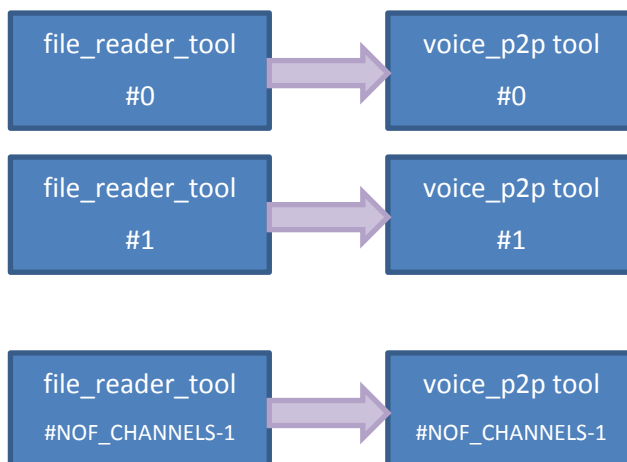 file_reader_tool
#0
voice_p2p tool
#0
file_reader_tool
#1
voice_p2p tool
#1
file_reader_tool
#NOF_CHANNELS-1
voice_p2p tool
#NOF_CHANNELS-1